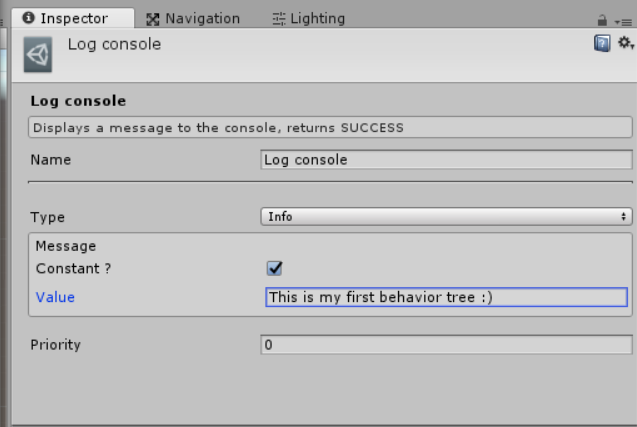 Inspector Navigation Lighting
Log console
Log console
Displays a message to the console, returns SUCCESS
Name Log console
Type Info
Message
Constant ?
Value This is my first behavior tree :)
Priority 0